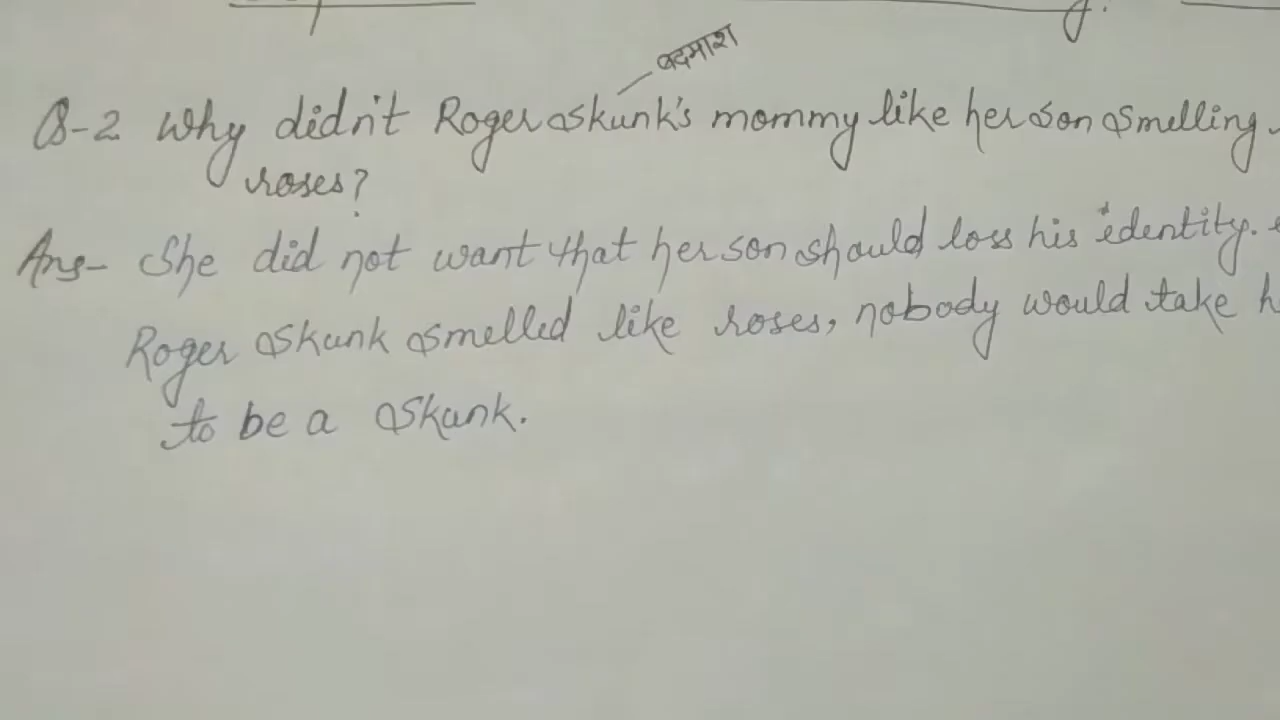 बदमाश
Q-2 Why didn't Roger Skunk's mommy like her son smelling
roses?
Ans- She did not want that her son should loss his identity.
Roger Skunk smelled like roses, nobody would take
to be a Skunk.